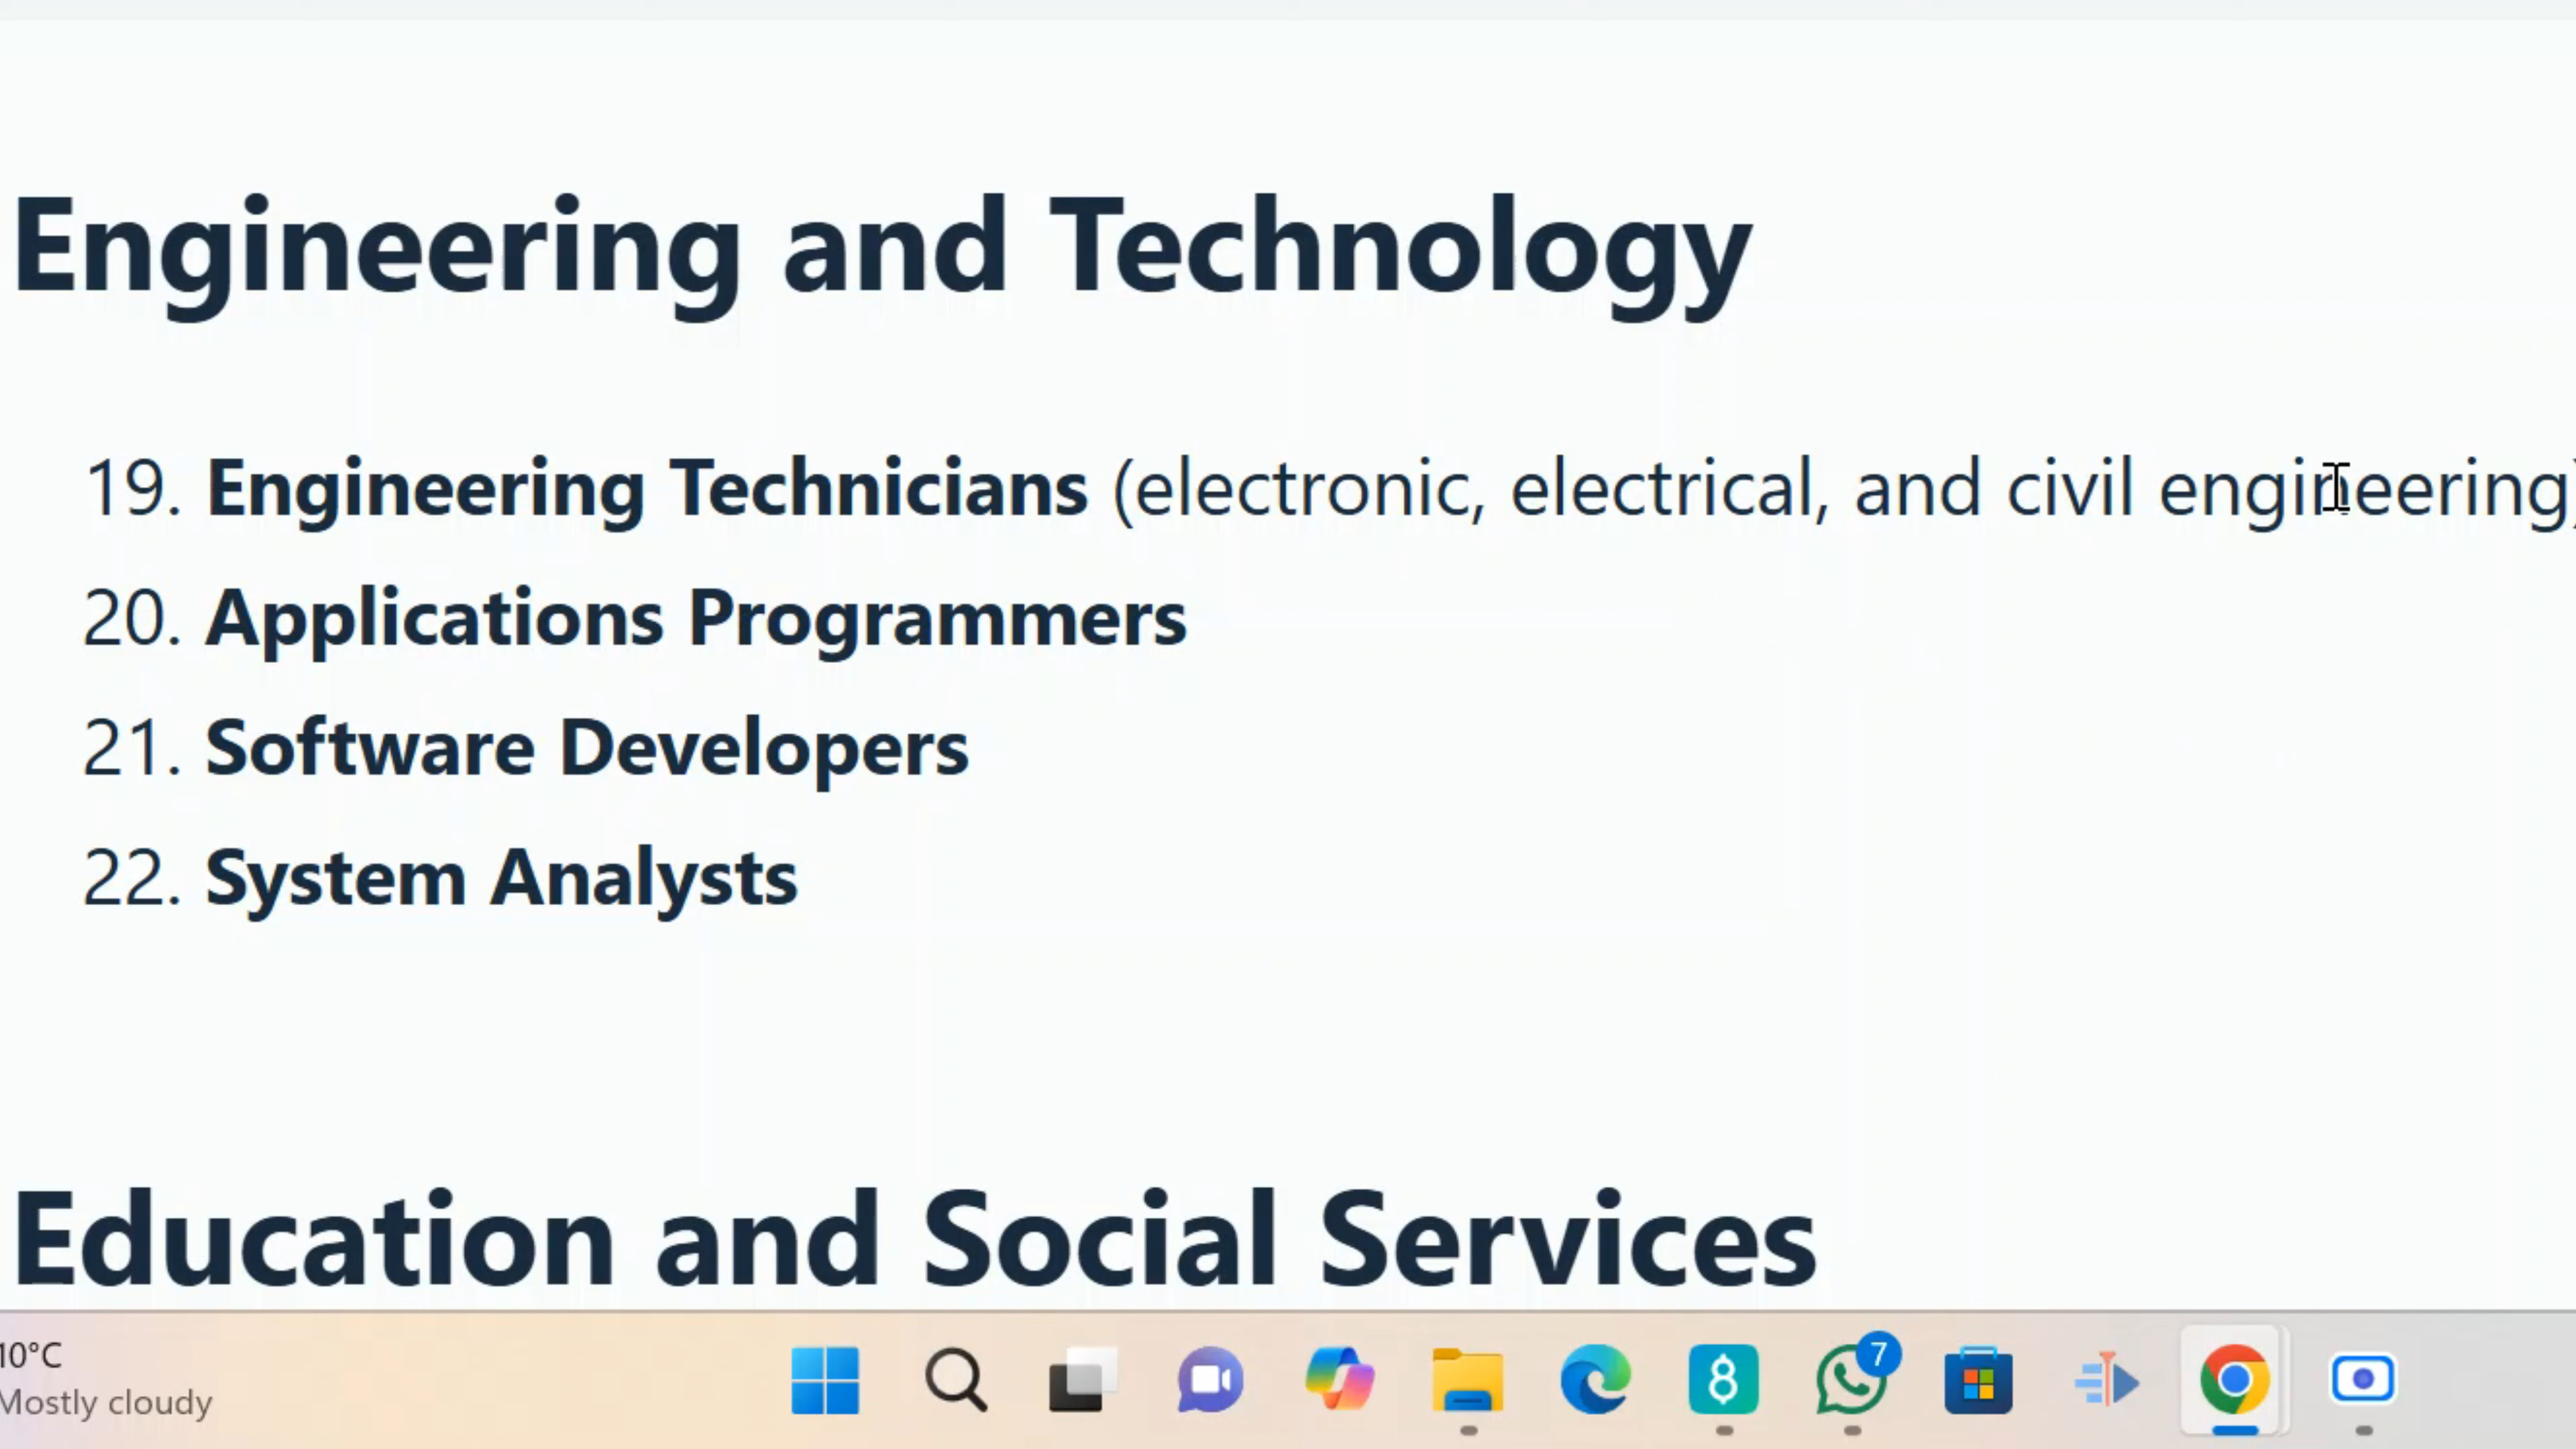 Engineering and Technology
19. Engineering Technicians (electronic, electrical, and civil engineering)
20. Applications Programmers
21. Software Developers
22. System Analysts
Education and Social Services
10°C
Mostly cloudy
7